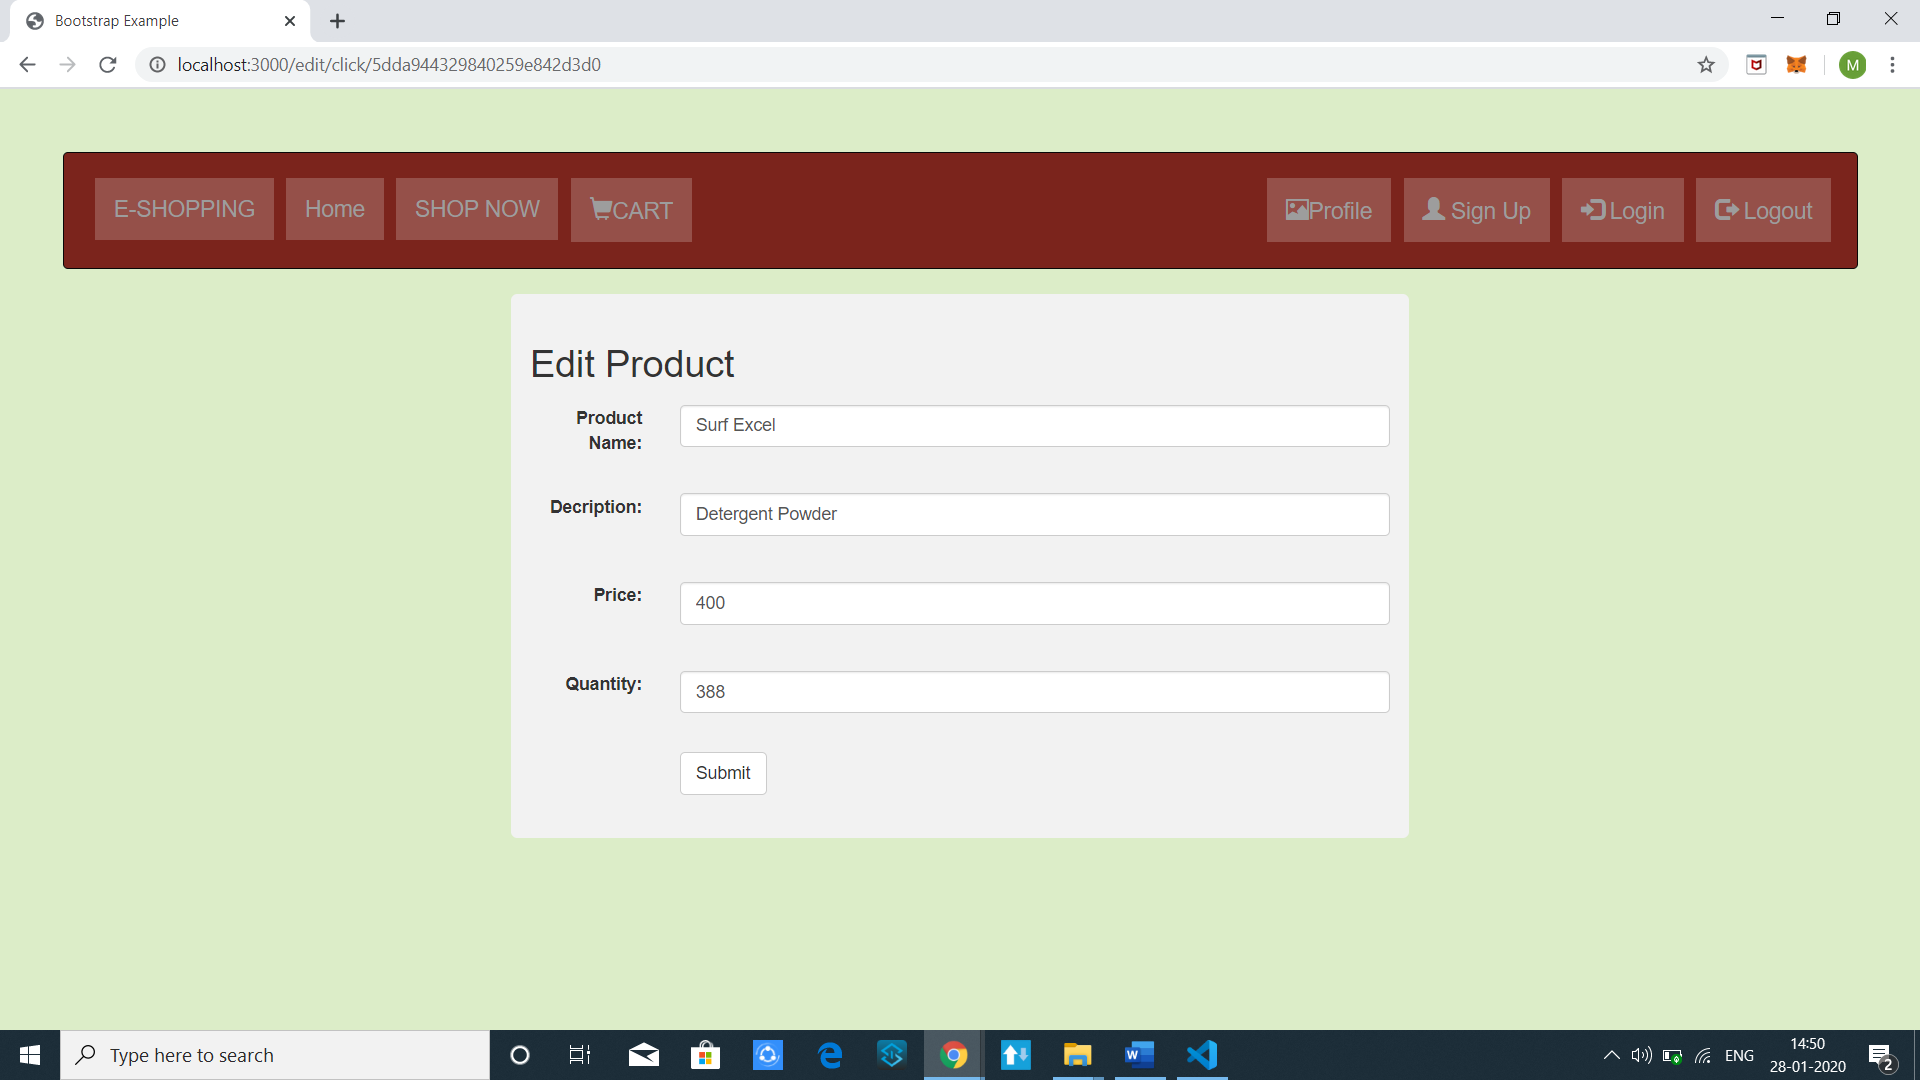 Bootstrap Example
localhost:3000/edit/click/5dda944329840259e842d3d0
M
E-SHOPPING Home SHOP NOW CART Profile Sign Up Login Logout
Edit Product
Product Name: Surf Excel
Decription: Detergent Powder
Price: 400
Quantity: 388
Submit
Type here to search
ENG
14:50
28-01-2020
2